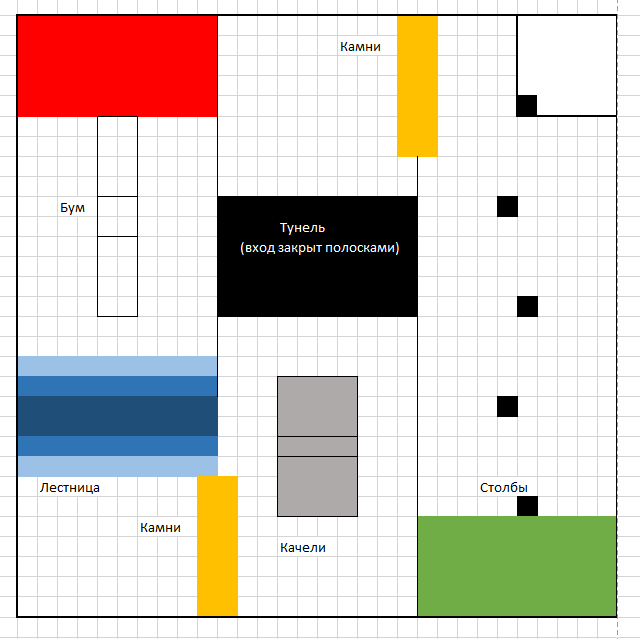 Камни
Бум
Тунель
(вход закрыт полосками)
Лестница
Столбы
Камни
Качели